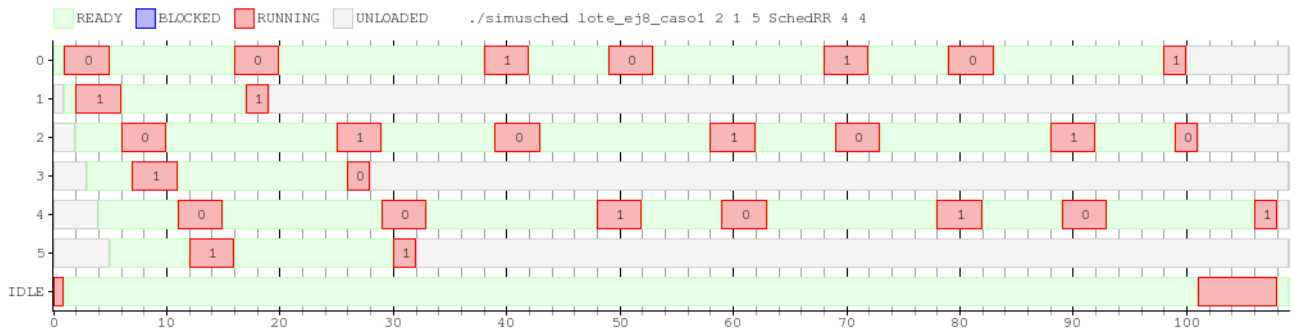 READY BLOCKED RUNNING UNLOADED ./simusched lote_ej8_caso1 2 1 5 SchedRR 4 4
0 0 0 1 0 1 0 1
1 1 1
2 0 1 0 1 0 1 0
3 1 0
4 0 0 1 0 1 0 1
5 1 1
IDLE
0 10 20 30 40 50 60 70 80 90 100